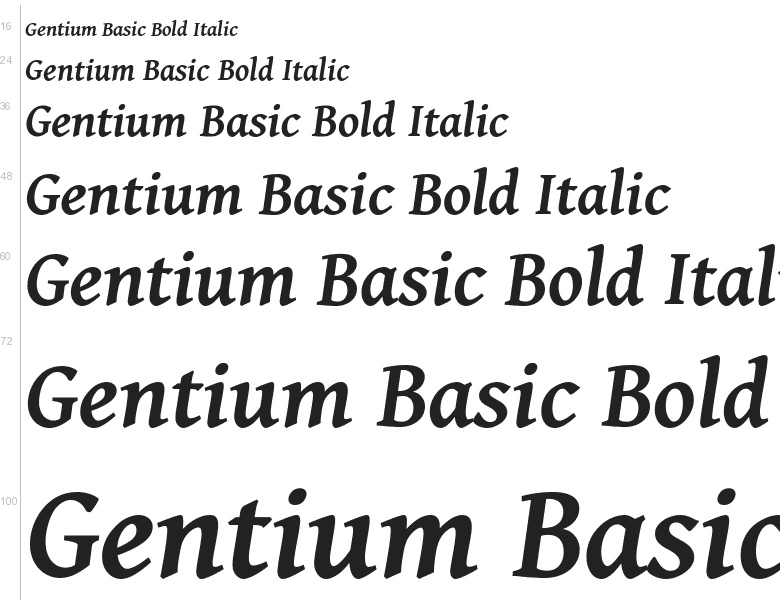 16 Gentium Basic Bold Italic
24 Gentium Basic Bold Italic
36 Gentium Basic Bold Italic
48 Gentium Basic Bold Italic
60 Gentium Basic Bold Itali
72 Gentium Basic Bold
100 Gentium Basic